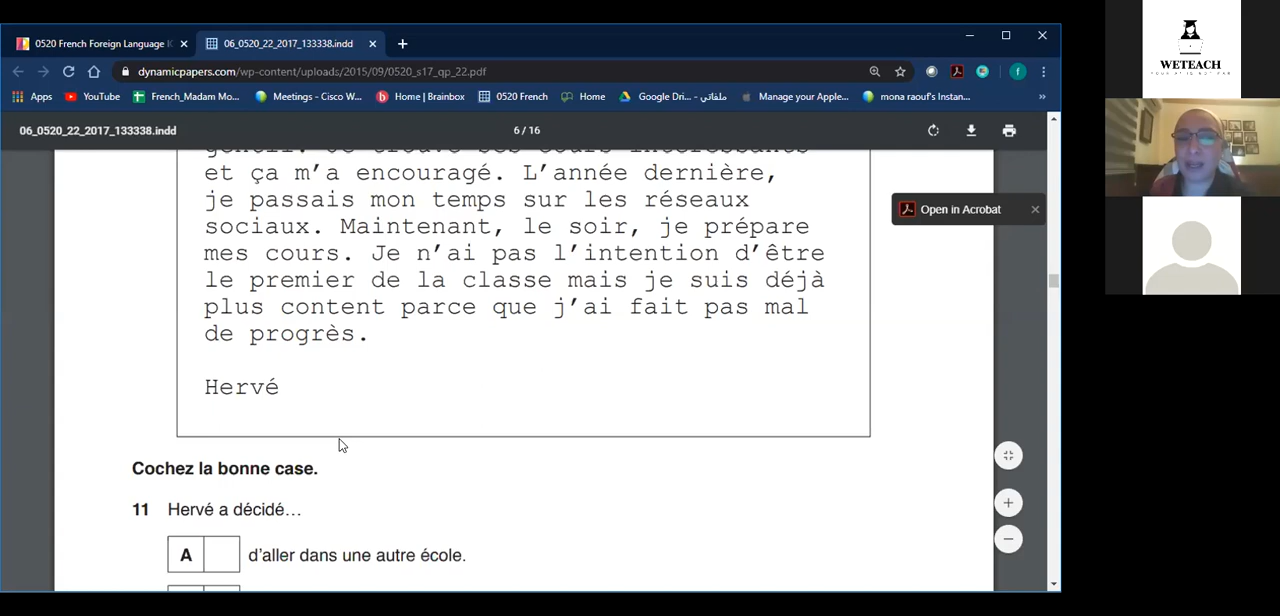 0520 French Foreign Language
06_0520_22_2017_133338.indd
dynamicpapers.com/wp-content/uploads/2015/09/0520_s17_qp_22.pdf
Apps YouTube French_Madam Mo... Meetings - Cisco W... Home | Brainbox 0520 French Home Google Dri... - ملفاتي Manage your Apple... mona raouf's Instan... »
06_0520_22_2017_133338.indd 6 / 16
WETEACH
Open in Acrobat
et ça m'a encouragé. L'année dernière,
je passais mon temps sur les réseaux
sociaux. Maintenant, le soir, je prépare
mes cours. Je n'ai pas l'intention d'être
le premier de la classe mais je suis déjà
plus content parce que j'ai fait pas mal
de progrès.
Hervé
Cochez la bonne case.
11 Hervé a décidé...
A d'aller dans une autre école.